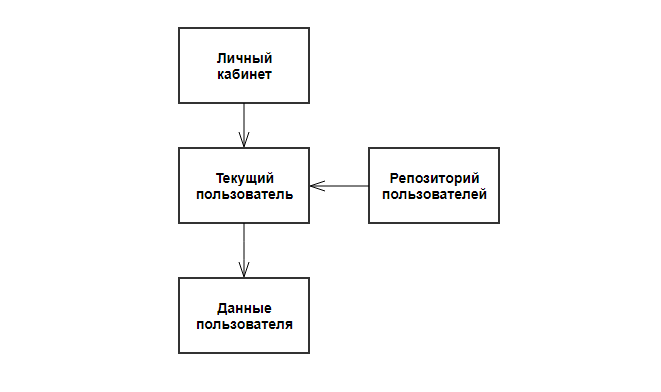 Личный
кабинет
Текущий
пользователь
Репозиторий
пользователей
Данные
пользователя